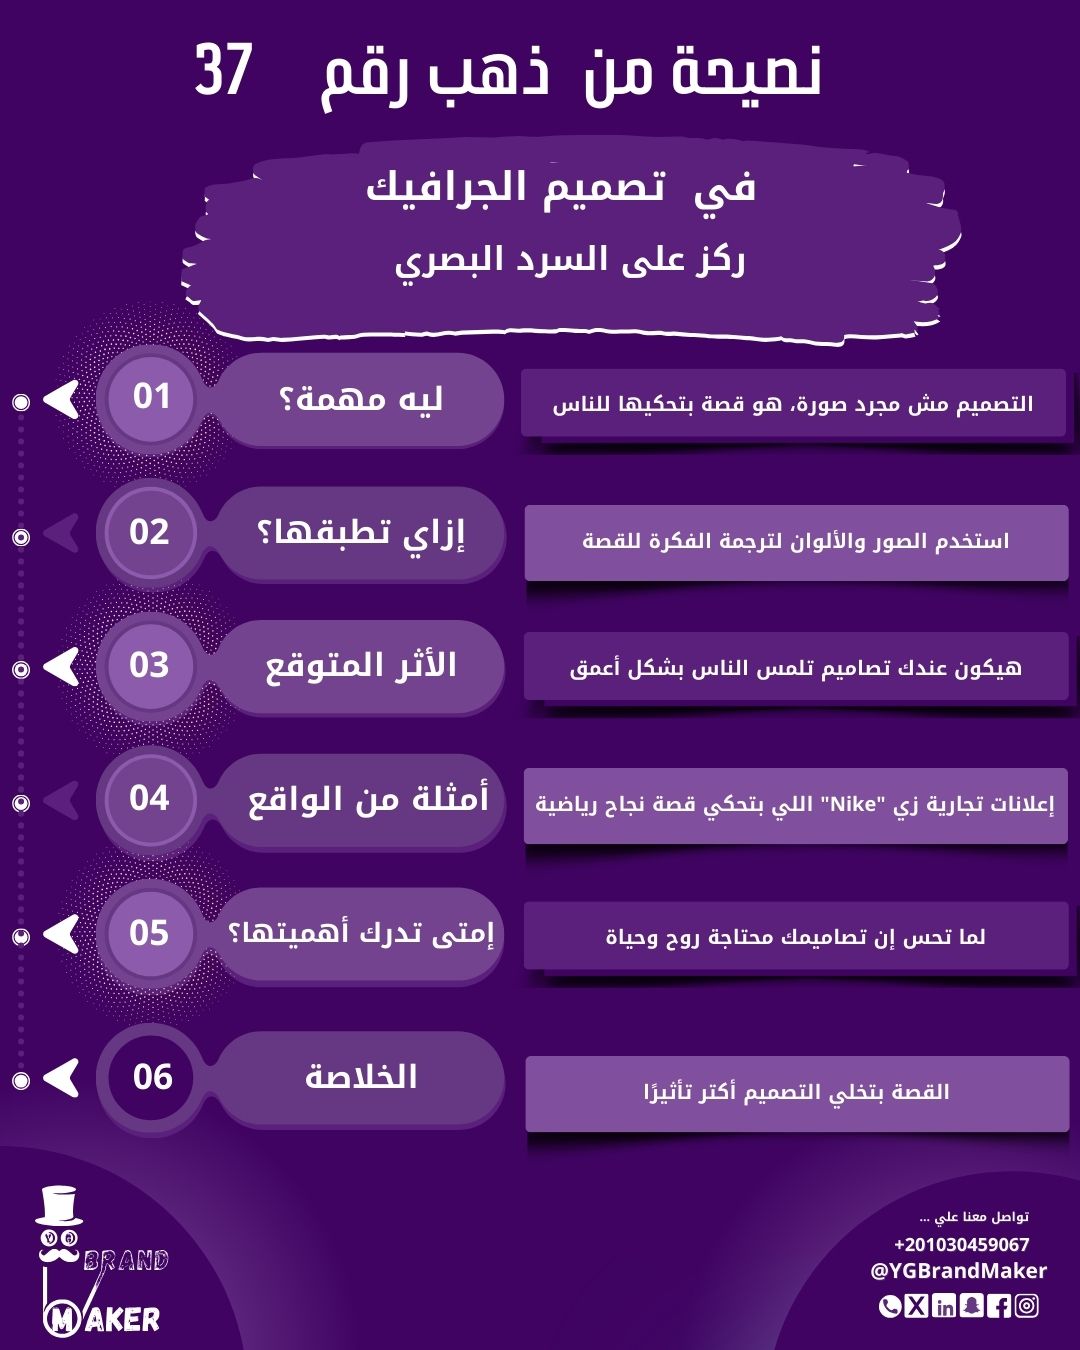 نصيحة من ذهب رقم 37
في تصميم الجرافيك
ركز على السرد البصري
01
ليه مهمة؟
التصميم مش مجرد صورة، هو قصة بتحكيها للناس
02
إزاي تطبقها؟
استخدم الصور والألوان لترجمة الفكرة للقصة
03
الأثر المتوقع
هيكون عندك تصاميم تلمس الناس بشكل أعمق
04
أمثلة من الواقع
إعلانات تجارية زي "Nike" اللي بتحكي قصة نجاح رياضية
05
إمتى تدرك أهميتها؟
لما تحس إن تصاميمك محتاجة روح وحياة
06
الخلاصة
القصة بتخلي التصميم أكتر تأثيرًا
YG
BRAND
MAKER
تواصل معنا علي ...
+201030459067
@YGBrandMaker